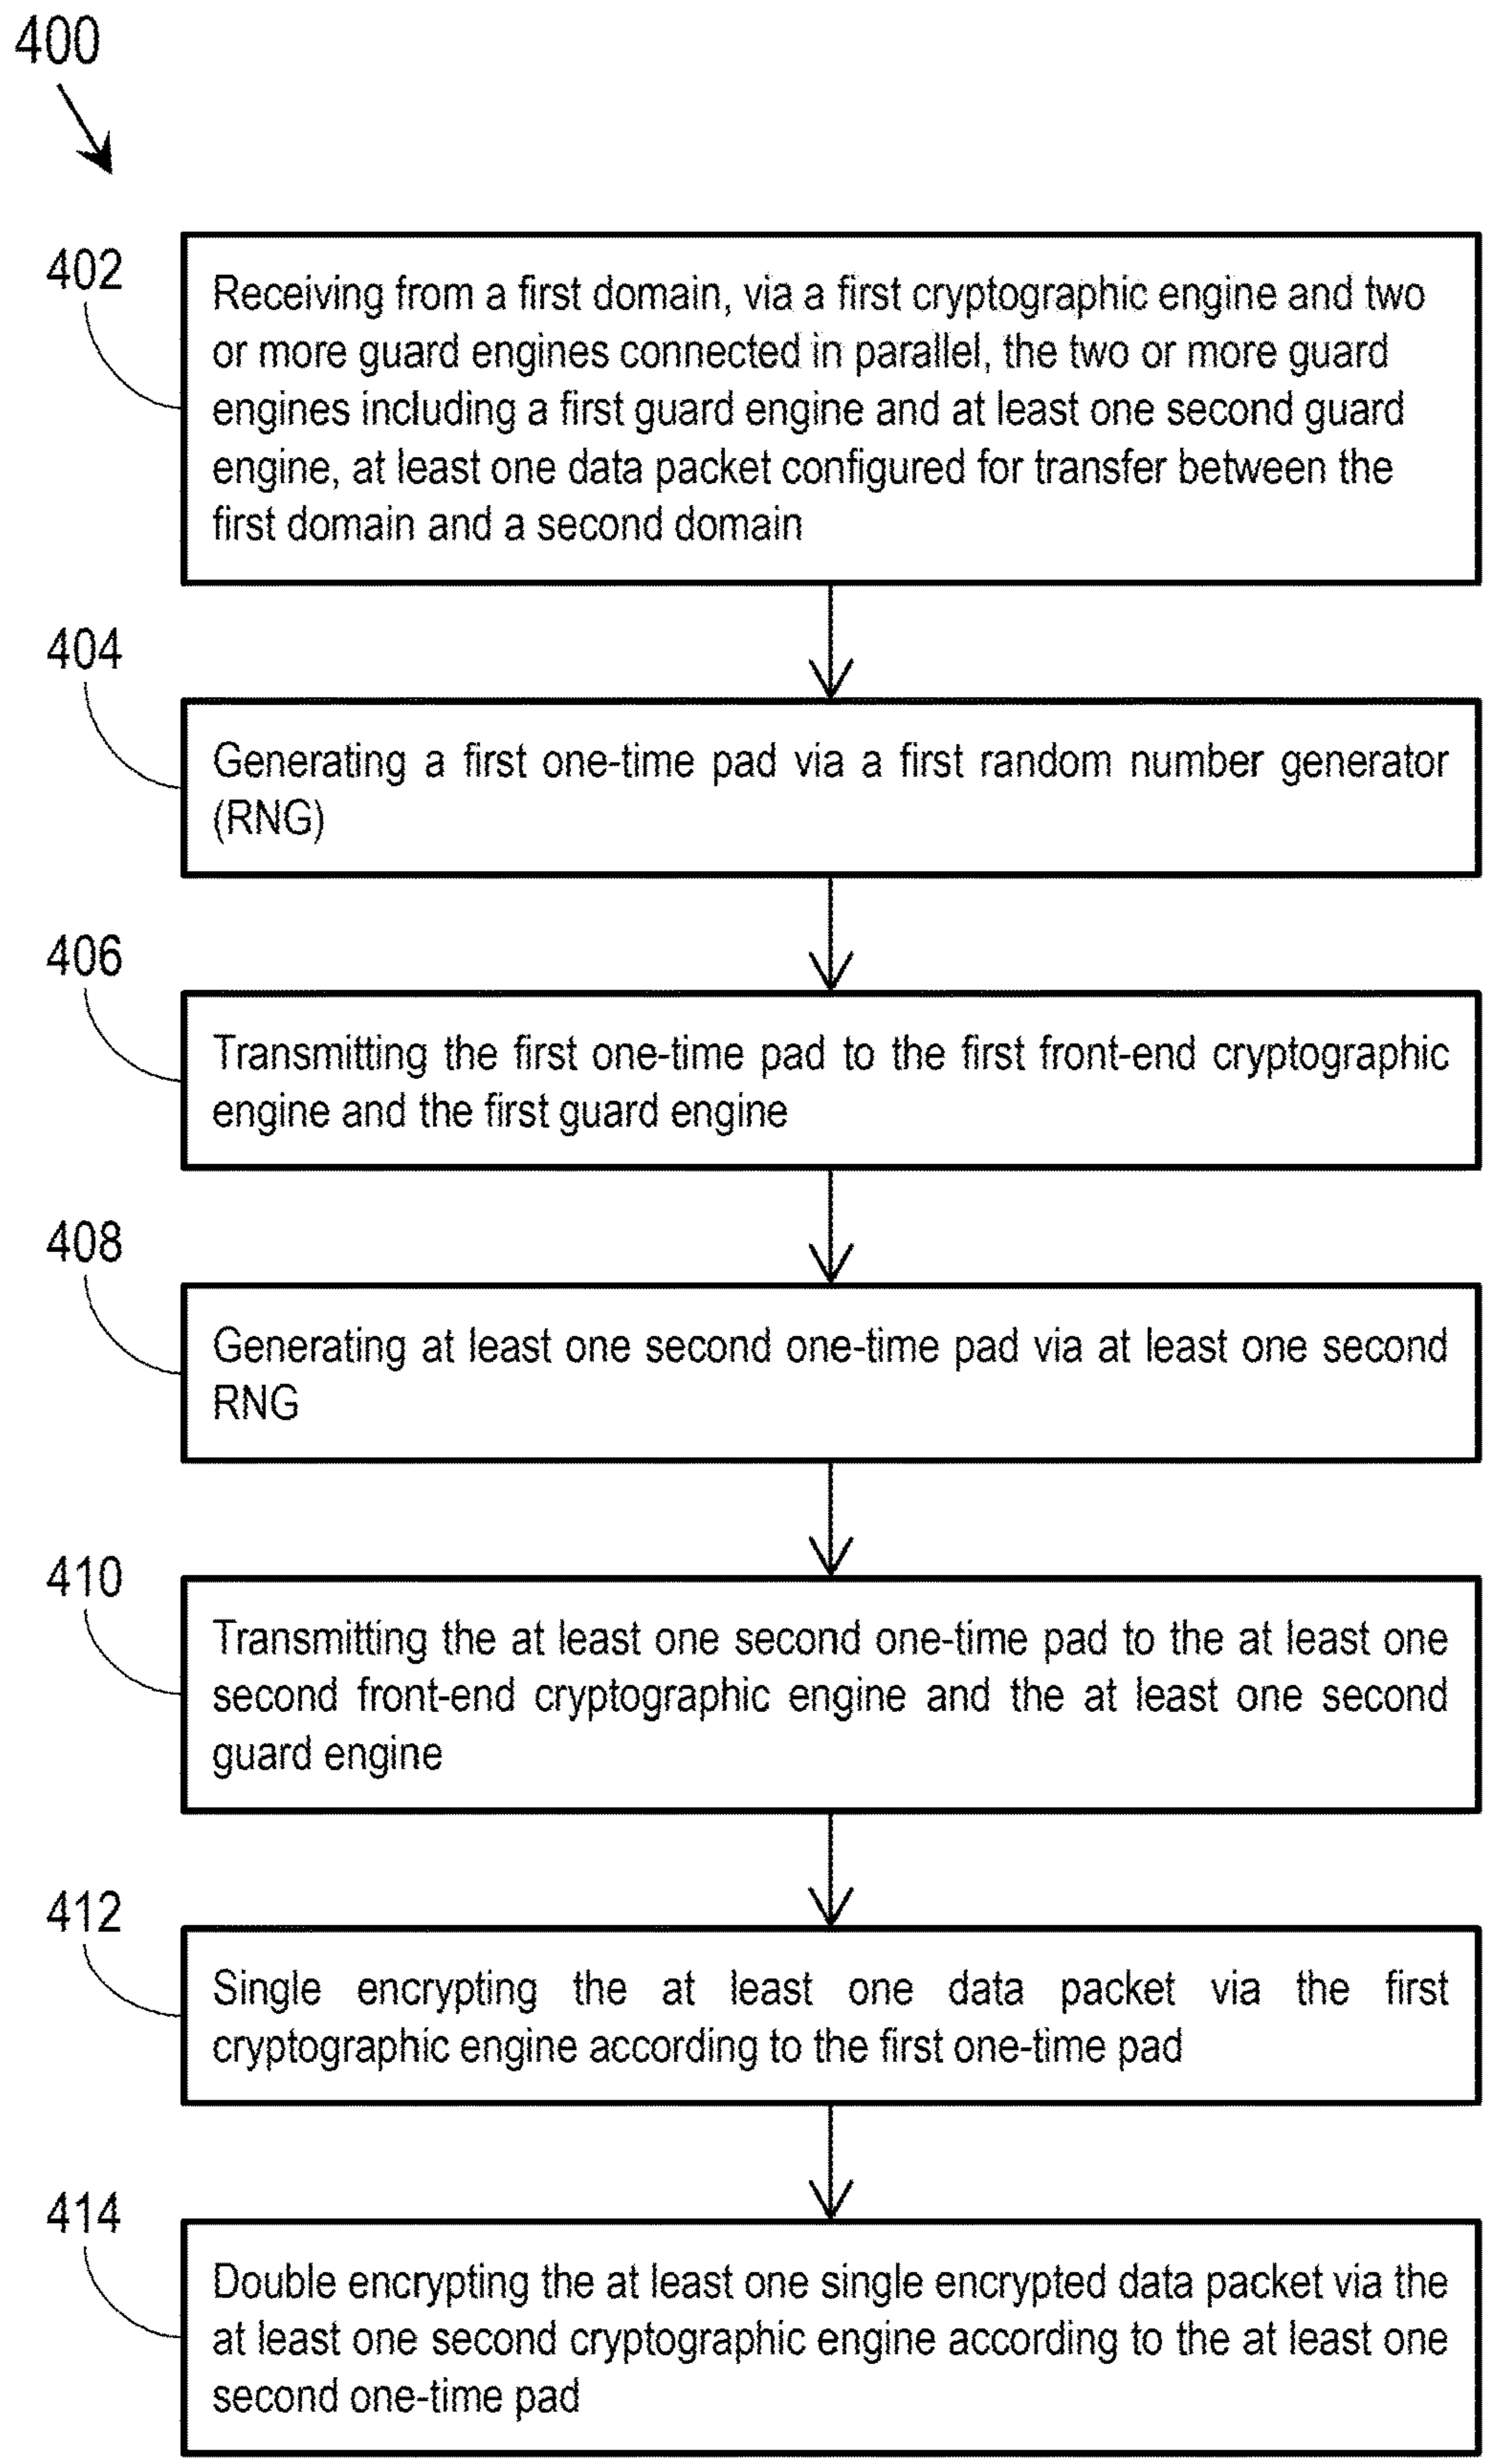 400
402
Receiving from a first domain, via a first cryptographic engine and two
or more guard engines connected in parallel, the two or more guard
engines including a first guard engine and at least one second guard
engine, at least one data packet configured for transfer between the
first domain and a second domain
404
Generating a first one-time pad via a first random number generator
(RNG)
406
Transmitting the first one-time pad to the first front-end cryptographic
engine and the first guard engine
408
Generating at least one second one-time pad via at least one second
RNG
410
Transmitting the at least one second one-time pad to the at least one
second front-end cryptographic engine and the at least one second
guard engine
412
Single encrypting the at least one data packet via the first
cryptographic engine according to the first one-time pad
414
Double encrypting the at least one single encrypted data packet via the
at least one second cryptographic engine according to the at least one
second one-time pad